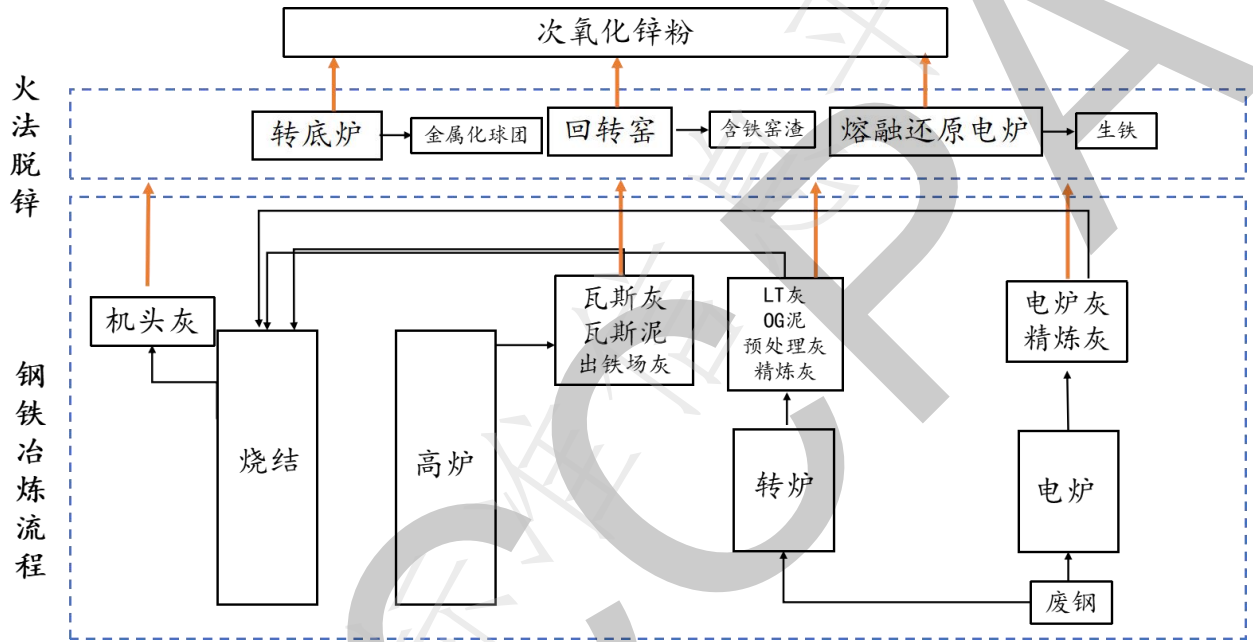 次氧化锌粉
火法脱锌
转底炉
金属化球团
回转窑
含铁窑渣
熔融还原电炉
生铁
钢铁冶炼流程
机头灰
烧结
高炉
瓦斯灰
瓦斯泥
出铁场灰
LT灰
OG泥
预处理灰
精炼灰
转炉
电炉灰
精炼灰
电炉
废钢
CCPA